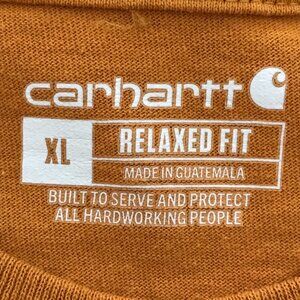 carhartt
XL
RELAXED FIT
MADE IN GUATEMALA
BUILT TO SERVE AND PROTECT
ALL HARDWORKING PEOPLE